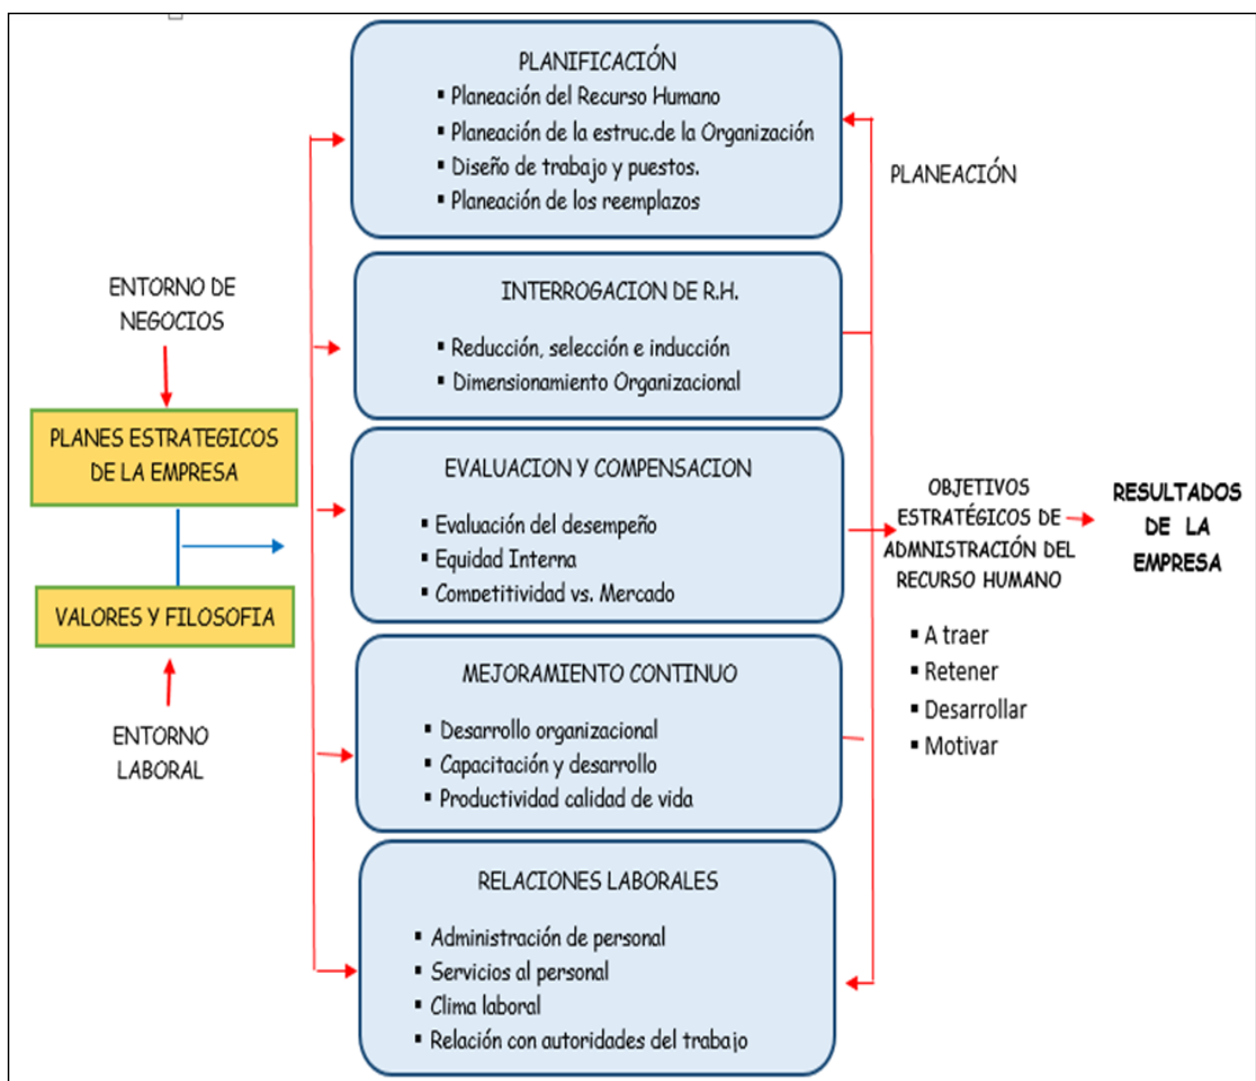 PLANIFICACIÓN
▪ Planeación del Recurso Humano
▪ Planeación de la estruc.de la Organización
▪ Diseño de trabajo y puestos.
▪ Planeación de los reemplazos
PLANEACIÓN
ENTORNO DE
NEGOCIOS
INTERROGACION DE R.H.
▪ Reducción, selección e inducción
▪ Dimensionamiento Organizacional
PLANES ESTRATEGICOS
DE LA EMPRESA
VALORES Y FILOSOFIA
ENTORNO
LABORAL
EVALUACION Y COMPENSACION
▪ Evaluación del desempeño
▪ Equidad Interna
▪ Competitividad vs. Mercado
MEJORAMIENTO CONTINUO
▪ Desarrollo organizacional
▪ Capacitación y desarrollo
▪ Productividad calidad de vida
RELACIONES LABORALES
▪ Administración de personal
▪ Servicios al personal
▪ Clima laboral
▪ Relación con autoridades del trabajo
OBJETIVOS
ESTRATÉGICOS DE
ADMNISTRACIÓN DEL
RECURSO HUMANO
▪ A traer
▪ Retener
▪ Desarrollar
▪ Motivar
RESULTADOS
DE LA
EMPRESA